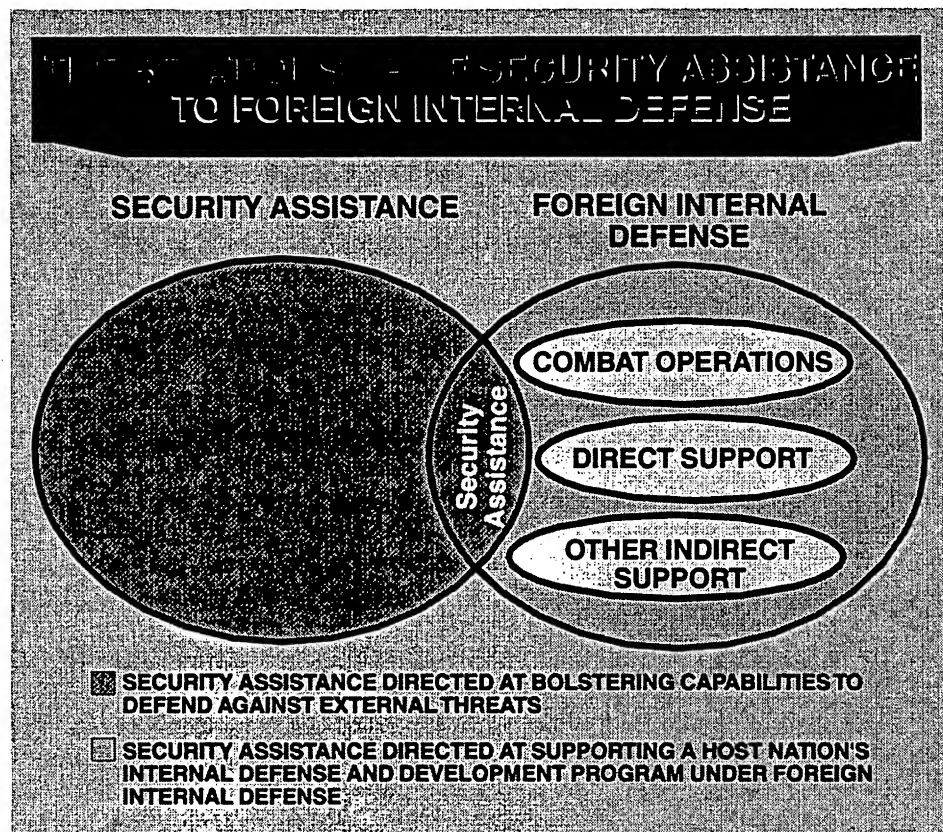 SECURITY ASSISTANCE
TO FOREIGN INTERNAL DEFENSE
SECURITY ASSISTANCE
FOREIGN INTERNAL
DEFENSE
COMBAT OPERATIONS
Security
Assistance
DIRECT SUPPORT
OTHER INDIRECT
SUPPORT
SECURITY ASSISTANCE DIRECTED AT BOLSTERING CAPABILITIES TO
DEFEND AGAINST EXTERNAL THREATS
SECURITY ASSISTANCE DIRECTED AT SUPPORTING A HOST NATION'S
INTERNAL DEFENSE AND DEVELOPMENT PROGRAM UNDER FOREIGN
INTERNAL DEFENSE